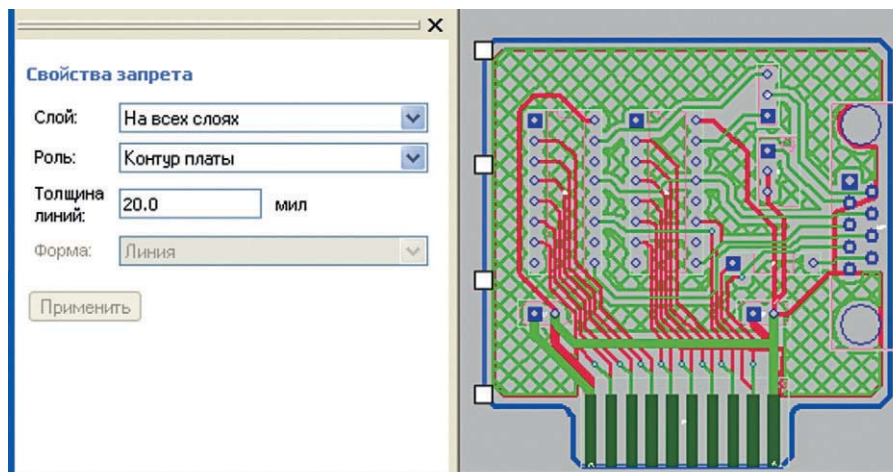 Свойства запрета
Слой: На всех слоях
Роль: Контур платы
Толщина линий: 20.0 мил
Форма: Линия
Применить